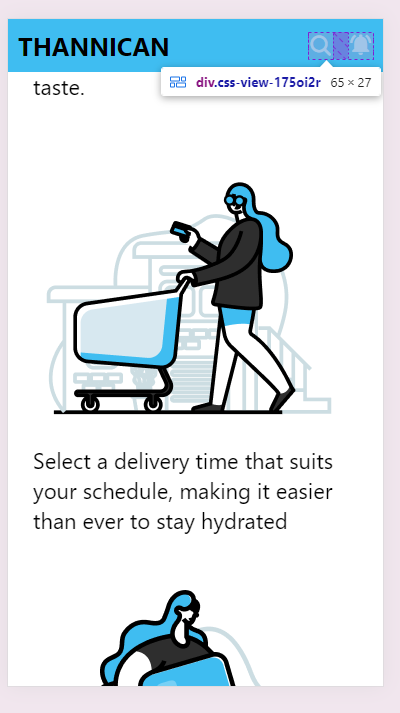 THANNICAN
div.css-view-175oi2r 65 × 27
taste.
Select a delivery time that suits
your schedule, making it easier
than ever to stay hydrated